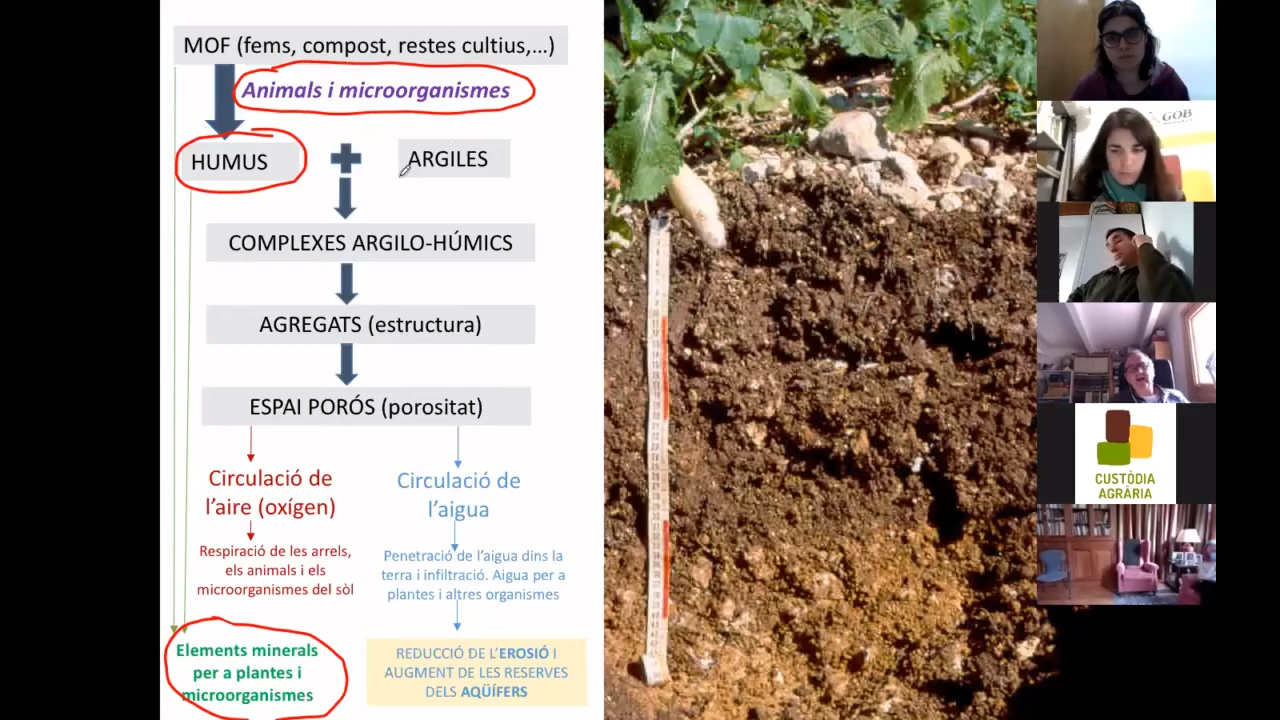 MOF (fems, compost, restes cultius,...)
Animals i microorganismes
HUMUS
ARGILES
COMPLEXES ARGILO-HÚMICS
AGREGATS (estructura)
ESPAI PORÓS (porositat)
Circulació de
l'aire (oxígen)
Respiració de les arrels,
els animals i els
microorganismes del sòl
Circulació de
l'aigua
Penetració de l'aigua dins la
terra i infiltració. Aigua per a
plantes i altres organismes
Elements minerals
per a plantes i
microorganismes
REDUCCIÓ DE L'EROSIÓ I
AUGMENT DE LES RESERVES
DELS AQÜÍFERS
GOB
CUSTÒDIA
AGRÀRIA